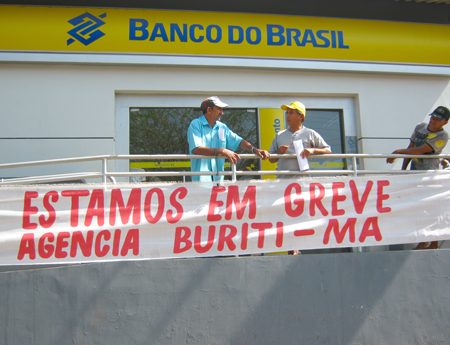 BANCO DO BRASIL
ESTAMOS EM GREVE
AGENCIA BURITI - MA